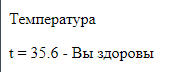 Температура
t = 35.6 - Вы здоровы